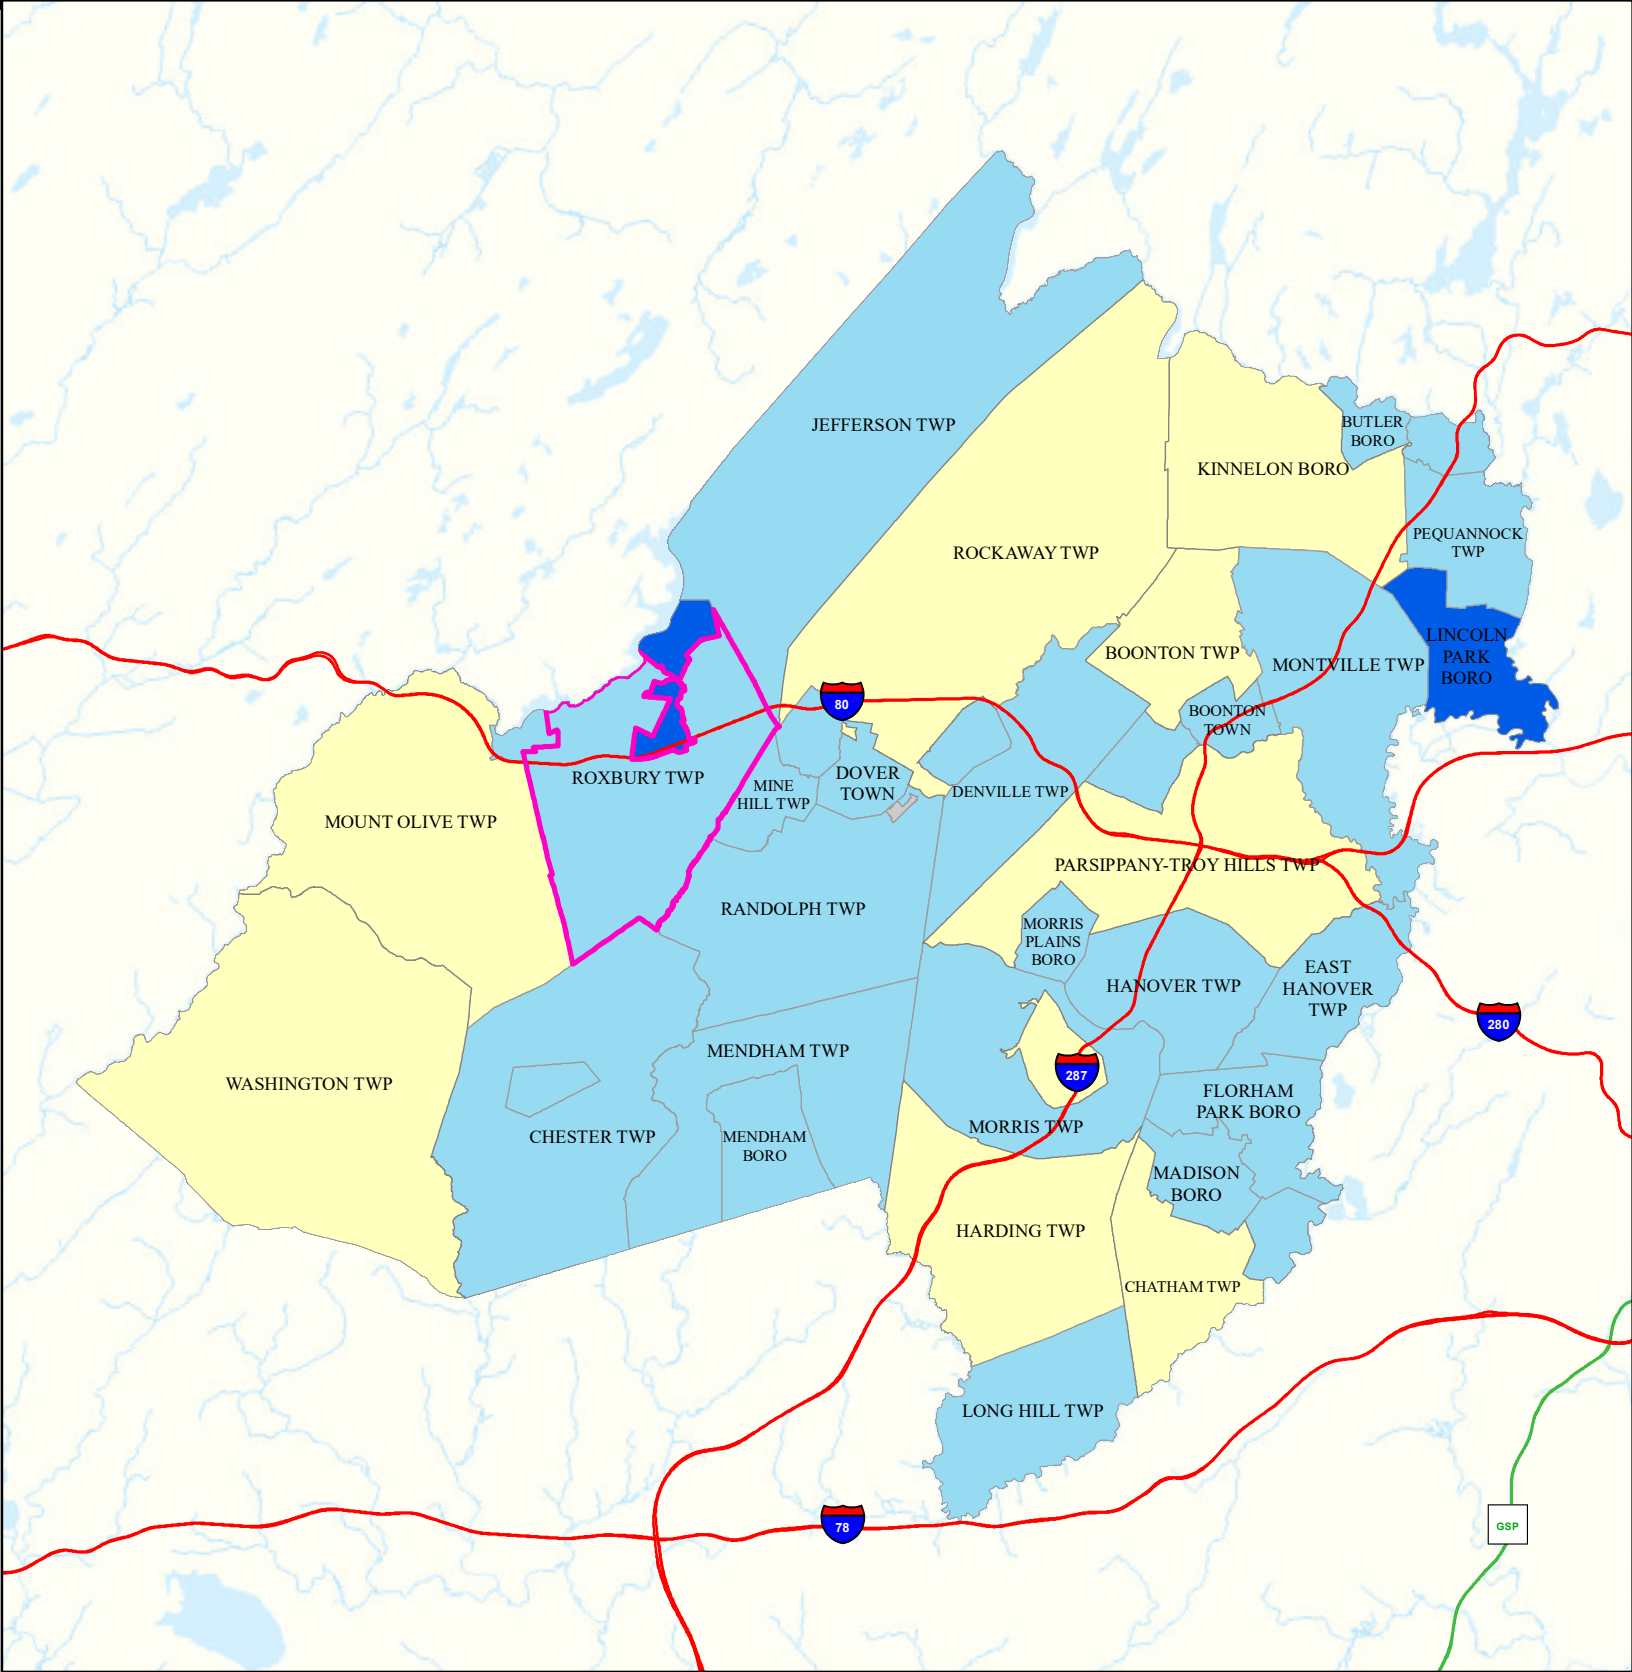 JEFFERSON TWP
BUTLER
BORO
KINNELON BORO
PEQUANNOCK
TWP
ROCKAWAY TWP
LINCOLN
PARK
BORO
BOONTON TWP
MONTVILLE TWP
80
BOONTON
TOWN
ROXBURY TWP
MINE
HILL TWP
DOVER
TOWN
DENVILLE TWP
MOUNT OLIVE TWP
PARSIPPANY-TROY HILLS TWP
RANDOLPH TWP
MORRIS
PLAINS
BORO
HANOVER TWP
EAST
HANOVER
TWP
280
MENDHAM TWP
287
WASHINGTON TWP
FLORHAM
PARK BORO
CHESTER TWP
MENDHAM
BORO
MORRIS TWP
MADISON
BORO
HARDING TWP
CHATHAM TWP
LONG HILL TWP
78
GSP